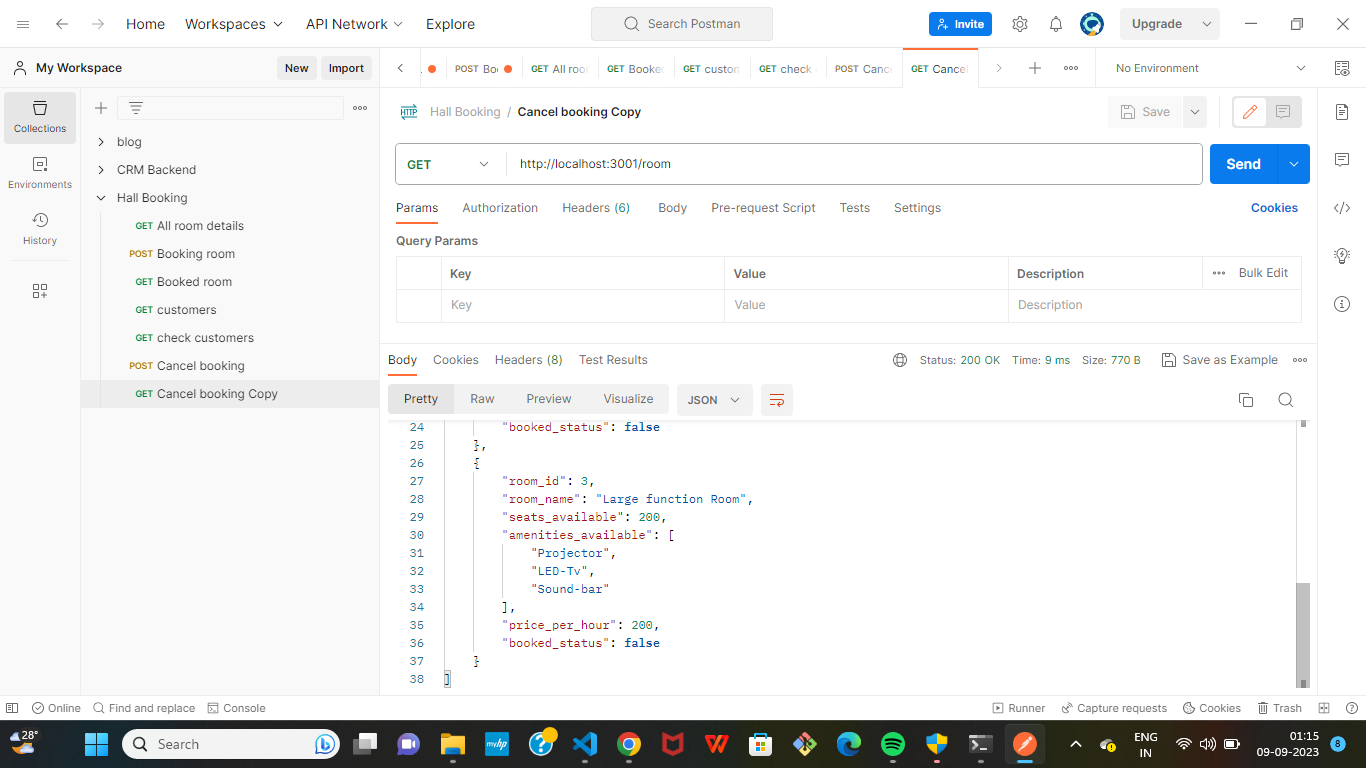 Home Workspaces API Network Explore Search Postman Invite Upgrade
My Workspace New Import
POST Boo GET All roor GET Booked GET custom GET check POST Canc GET Cancel No Environment
Collections
Environments
History
blog
CRM Backend
Hall Booking
GET All room details
POST Booking room
GET Booked room
GET customers
GET check customers
POST Cancel booking
GET Cancel booking Copy
HTTP Hall Booking / Cancel booking Copy Save
GET http://localhost:3001/room Send
Params Authorization Headers (6) Body Pre-request Script Tests Settings Cookies
Query Params
Key Value Description Bulk Edit
Key Value Description
Body Cookies Headers (8) Test Results Status: 200 OK Time: 9 ms Size: 770 B Save as Example
Pretty Raw Preview Visualize JSON
24 "booked_status": false
25 },
26 {
27 "room_id": 3,
28 "room_name": "Large function Room",
29 "seats_available": 200,
30 "amenities_available": [
31 "Projector",
32 "LED-Tv",
33 "Sound-bar"
34 ],
35 "price_per_hour": 200,
36 "booked_status": false
37 }
38 ]
Online Find and replace Console Runner Capture requests Cookies Trash
28° Search myhp ENG IN 01:15 09-09-2023 8